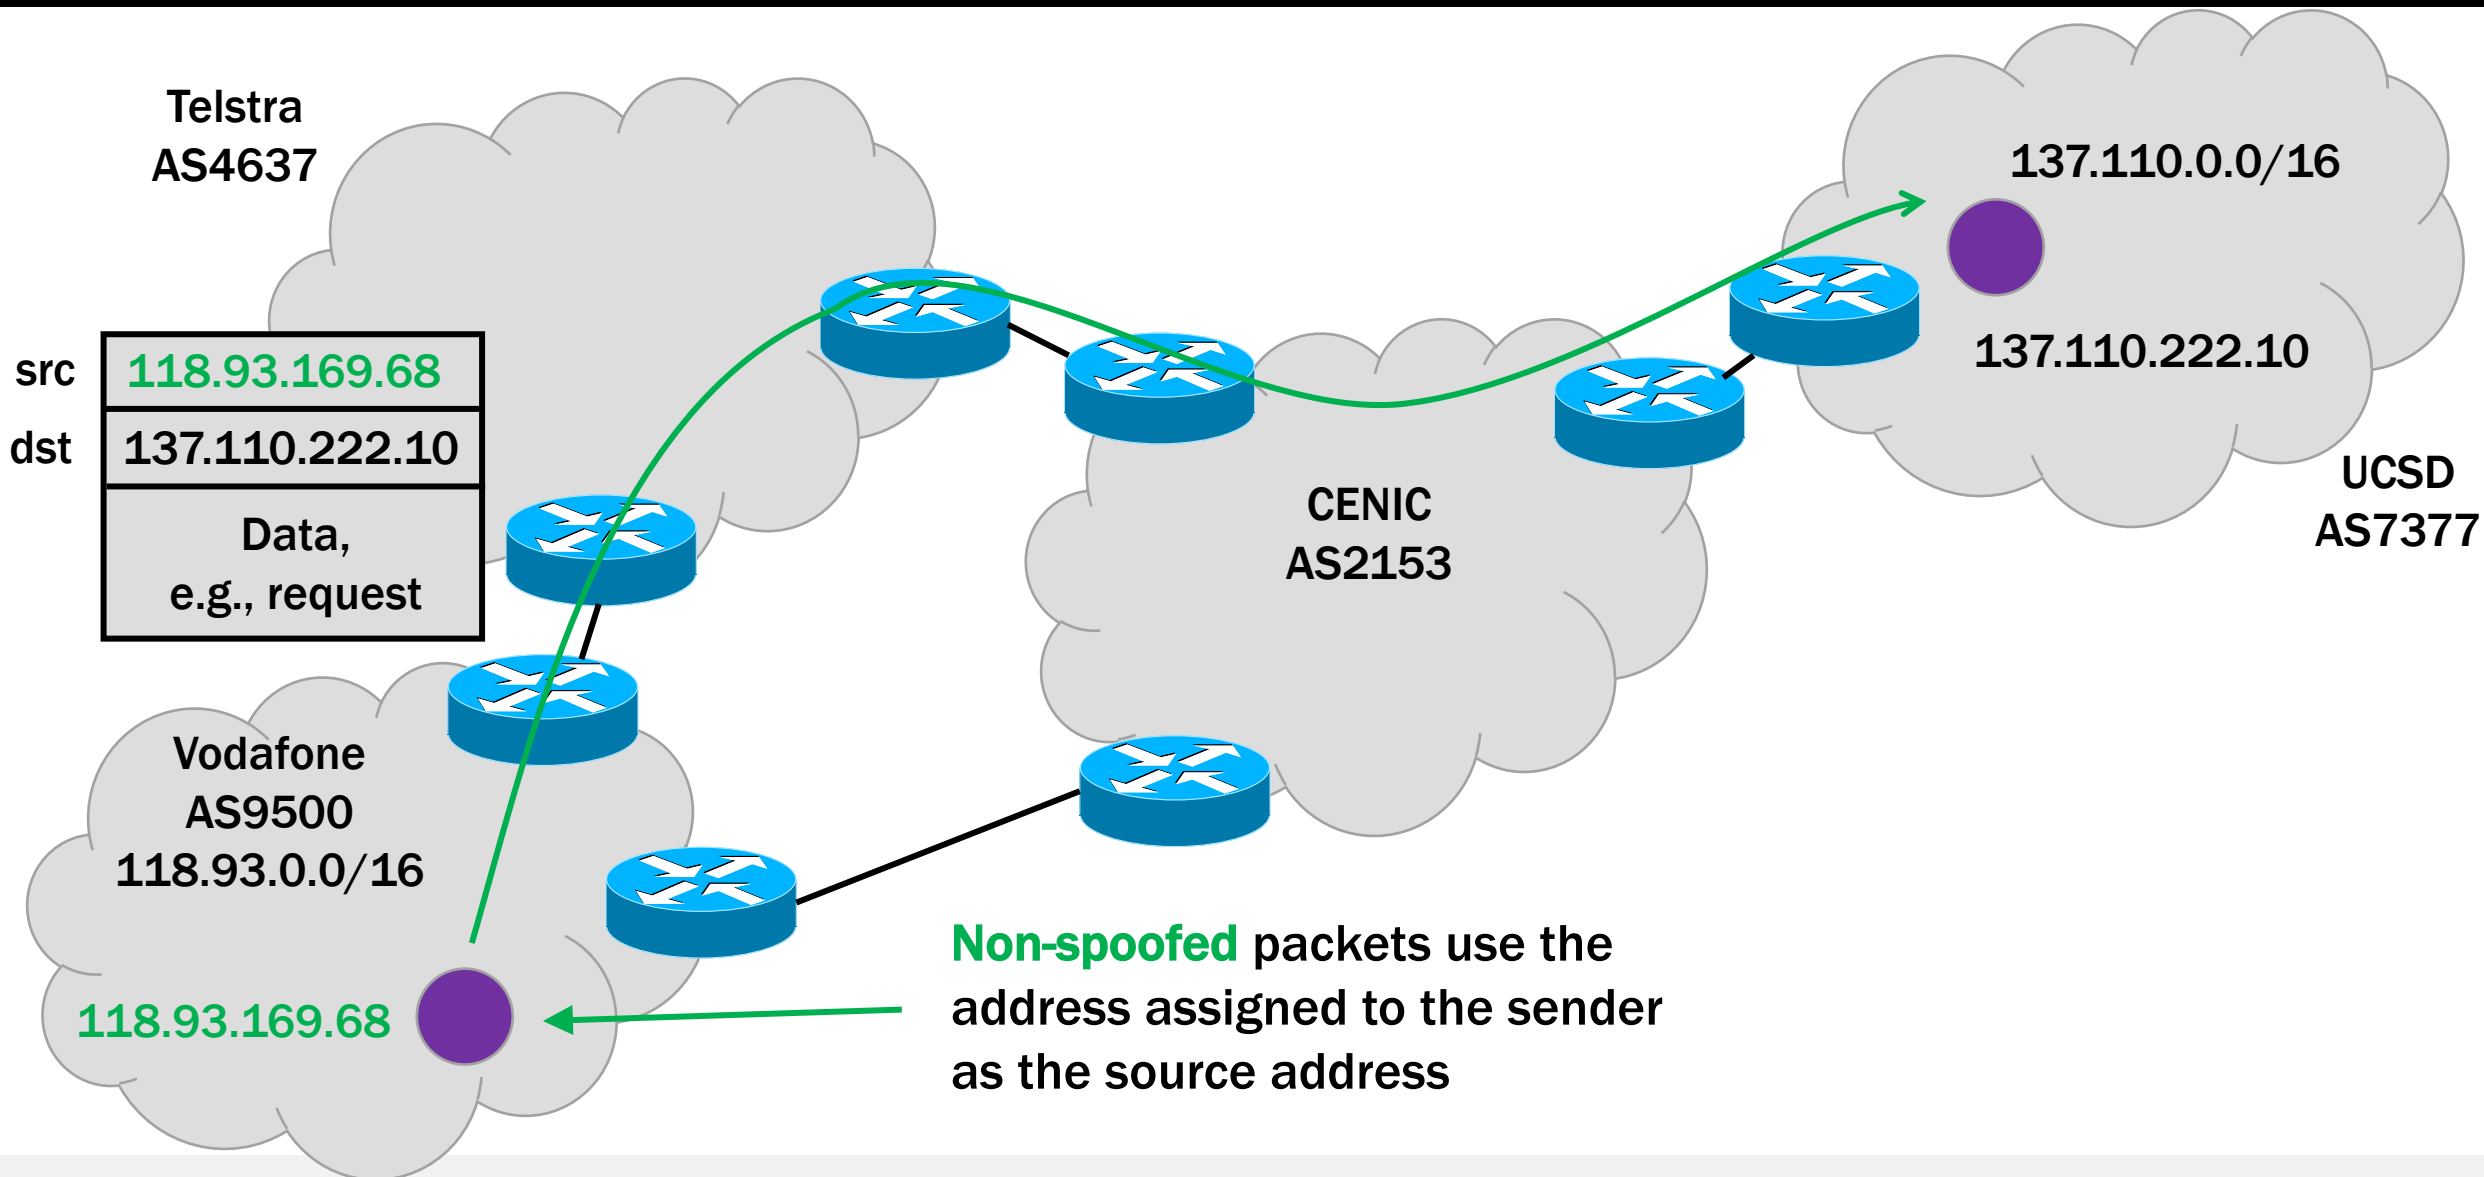 Telstra
AS4637
137.110.0.0/16
137.110.222.10
UCSD
AS7377
src 118.93.169.68
dst 137.110.222.10
Data,
e.g., request
CENIC
AS2153
Vodafone
AS9500
118.93.0.0/16
118.93.169.68
Non-spoofed packets use the
address assigned to the sender
as the source address